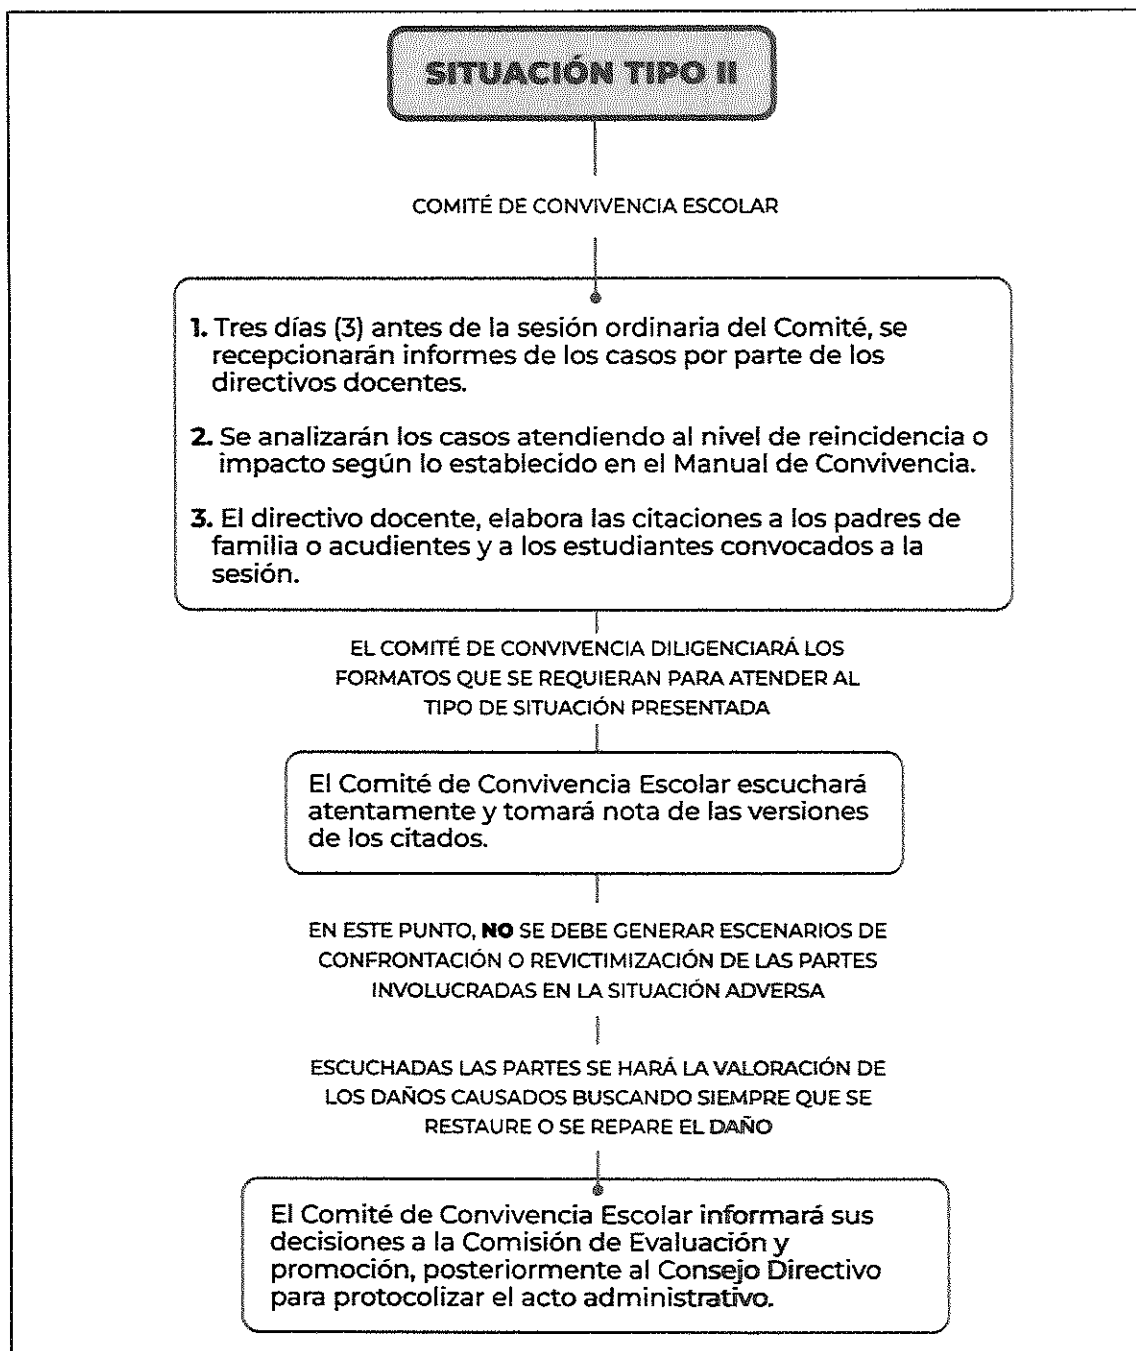 SITUACIÓN TIPO II
COMITÉ DE CONVIVENCIA ESCOLAR
1. Tres días (3) antes de la sesión ordinaria del Comité, se
recepcionarán informes de los casos por parte de los
directivos docentes.
2. Se analizarán los casos atendiendo al nivel de reincidencia o
impacto según lo establecido en el Manual de Convivencia.
3. El directivo docente, elabora las citaciones a los padres de
familia o acudientes y a los estudiantes convocados a la
sesión.
EL COMITÉ DE CONVIVENCIA DILIGENCIARÁ LOS
FORMATOS QUE SE REQUIERAN PARA ATENDER AL
TIPO DE SITUACIÓN PRESENTADA
El Comité de Convivencia Escolar escuchará
atentamente y tomará nota de las versiones
de los citados.
EN ESTE PUNTO, NO SE DEBE GENERAR ESCENARIOS DE
CONFRONTACIÓN O REVICTIMIZACIÓN DE LAS PARTES
INVOLUCRADAS EN LA SITUACIÓN ADVERSA
ESCUCHADAS LAS PARTES SE HARÁ LA VALORACIÓN DE
LOS DAÑOS CAUSADOS BUSCANDO SIEMPRE QUE SE
RESTAURE O SE REPARE EL DAÑO
El Comité de Convivencia Escolar informará sus
decisiones a la Comisión de Evaluación y
promoción, posteriormente al Consejo Directivo
para protocolizar el acto administrativo.